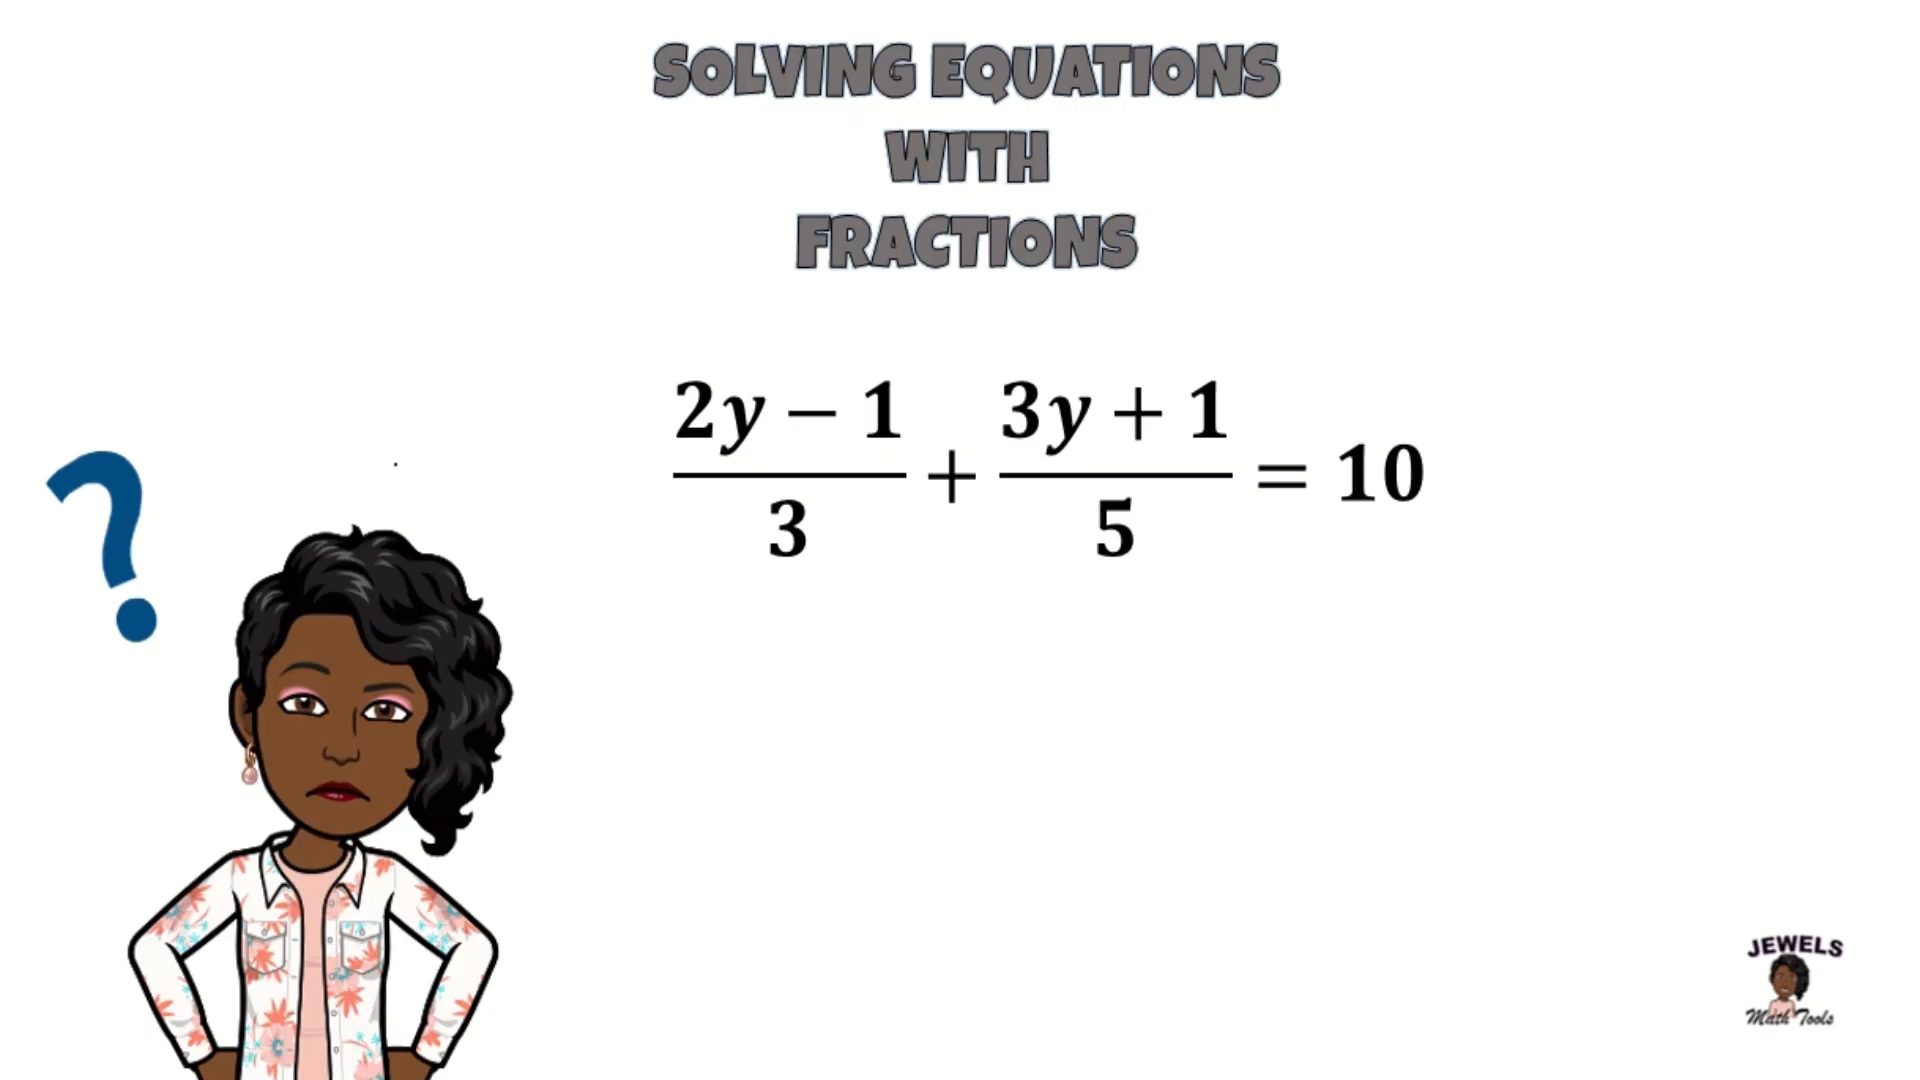 SOLVING EQUATIONS
WITH
FRACTIONS
?
2y − 1 / 3 + 3y + 1 / 5 = 10
JEWELS
Math Tools